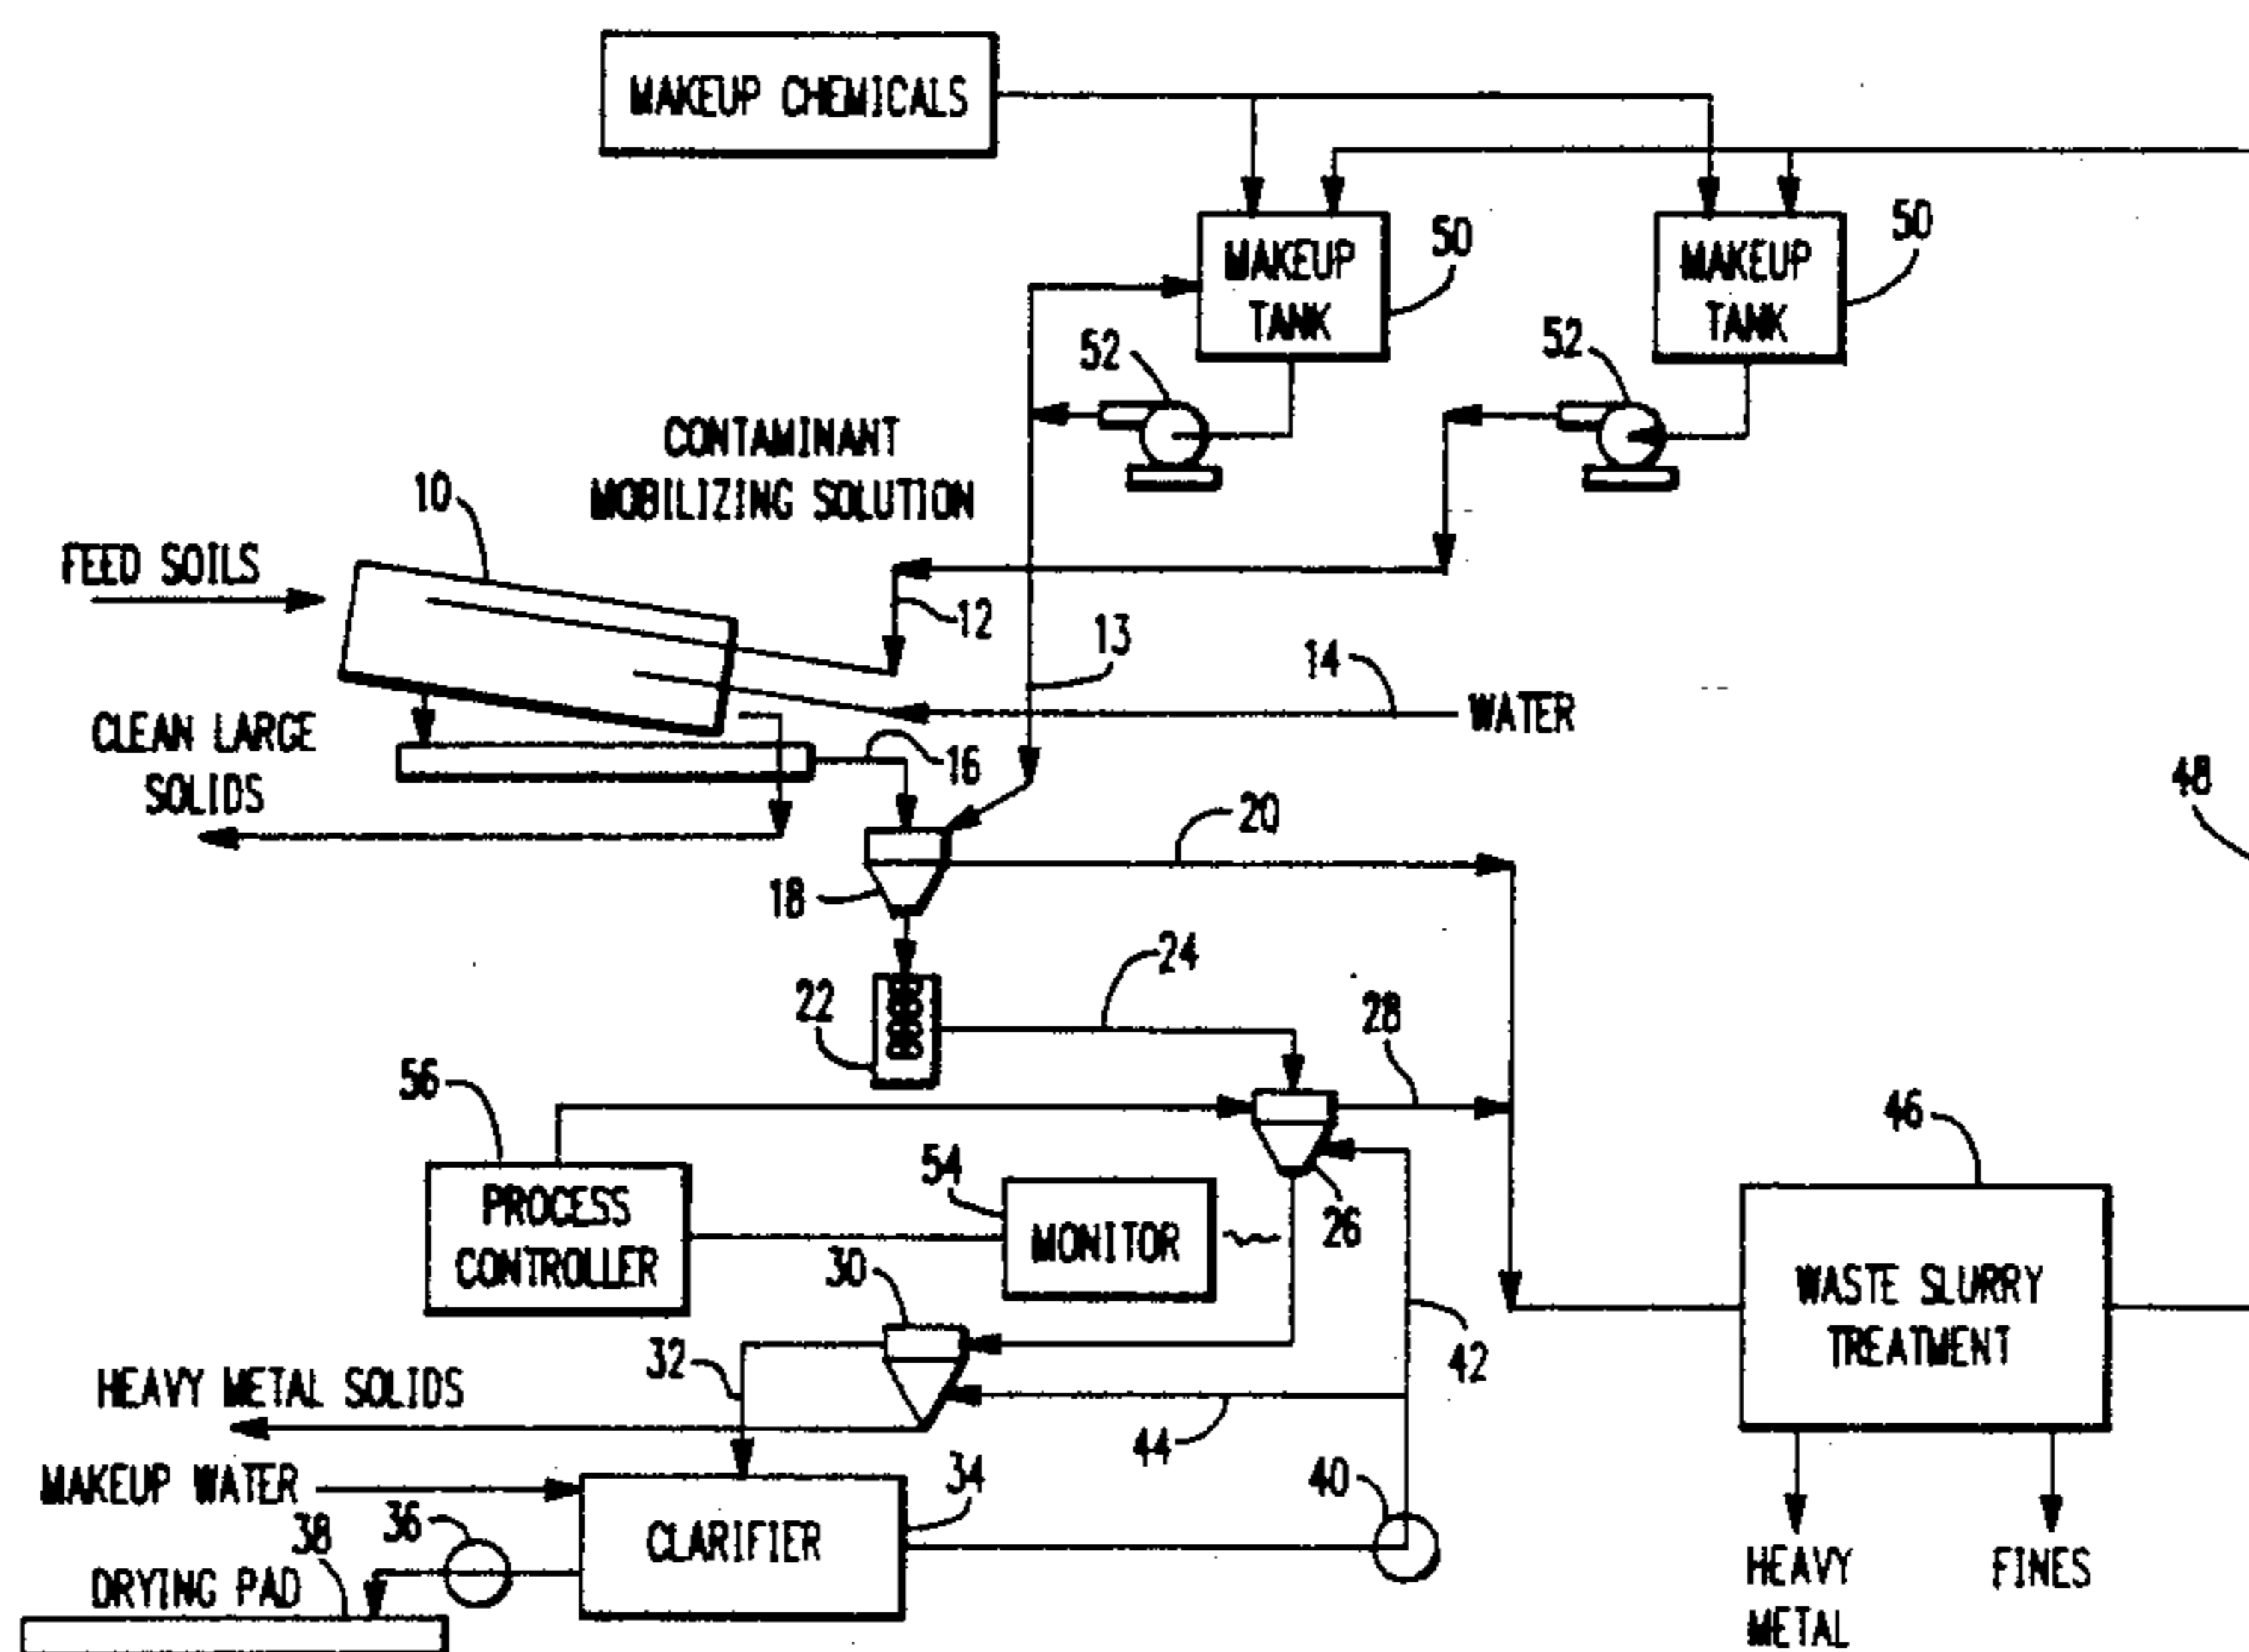 MAKEUP CHEMICALS
50
50
MAKEUP
TANK
MAKEUP
TANK
52
52
CONTAMINANT
MOBILIZING SOLUTION
10
FEED SOILS
12
13
14
WATER
CLEAN LARGE
SOLIDS
16
48
20
18
24
22
28
56
46
54
PROCESS
CONTROLLER
MONITOR
26
30
WASTE SLURRY
TREATMENT
32
42
HEAVY METAL SOLIDS
44
34
40
MAKEUP WATER
36
38
CLARIFIER
DRYING PAD
HEAVY
METAL
FINES